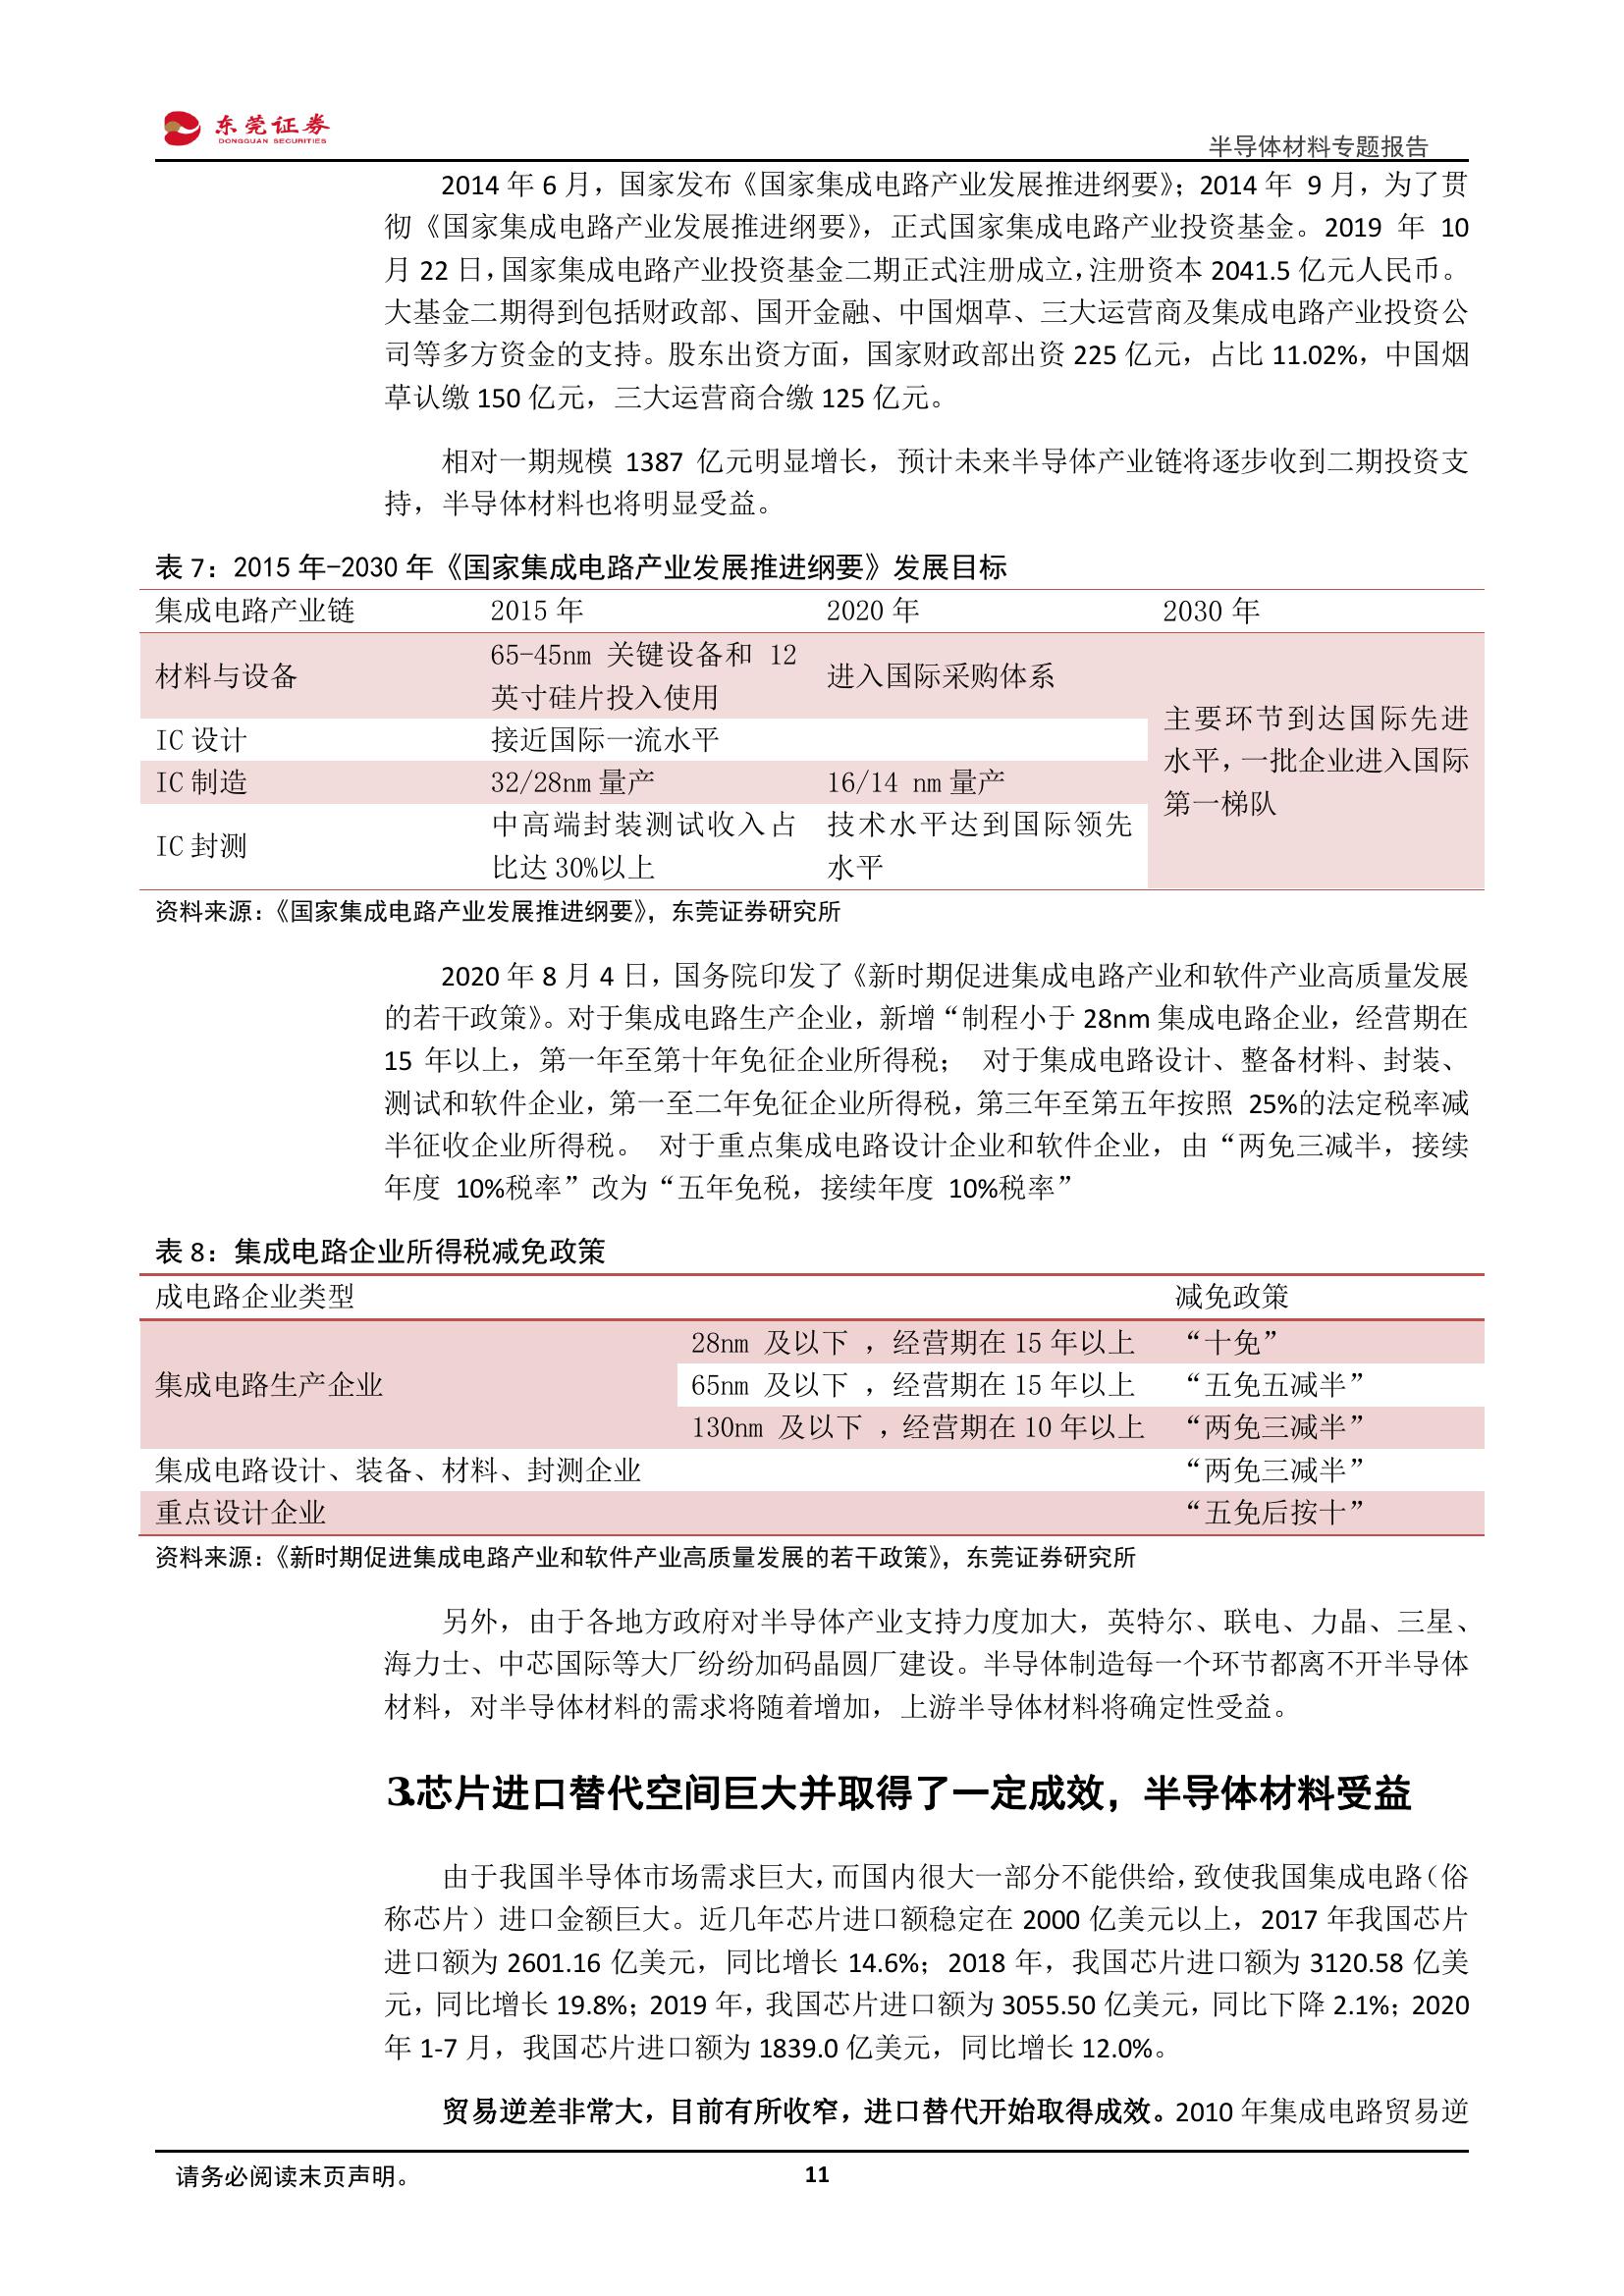 东莞证券
DONGGUAN SECURITIES
半导体材料专题报告
2014 年 6 月，国家发布《国家集成电路产业发展推进纲要》；2014 年 9 月，为了贯
彻《国家集成电路产业发展推进纲要》，正式国家集成电路产业投资基金。2019 年 10
月 22 日，国家集成电路产业投资基金二期正式注册成立，注册资本 2041.5 亿元人民币。
大基金二期得到包括财政部、国开金融、中国烟草、三大运营商及集成电路产业投资公
司等多方资金的支持。股东出资方面，国家财政部出资 225 亿元，占比 11.02%，中国烟
草认缴 150 亿元，三大运营商合缴 125 亿元。
相对一期规模 1387 亿元明显增长，预计未来半导体产业链将逐步收到二期投资支
持，半导体材料也将明显受益。
表 7：2015 年-2030 年《国家集成电路产业发展推进纲要》发展目标
集成电路产业链 2015 年 2020 年 2030 年
材料与设备 65-45nm 关键设备和 12 进入国际采购体系
英寸硅片投入使用
IC 设计 接近国际一流水平
IC 制造 32/28nm 量产 16/14 nm 量产
IC 封测 中高端封装测试收入占 技术水平达到国际领先
比达 30%以上 水平
主要环节到达国际先进
水平，一批企业进入国际
第一梯队
资料来源：《国家集成电路产业发展推进纲要》，东莞证券研究所
2020 年 8 月 4 日，国务院印发了《新时期促进集成电路产业和软件产业高质量发展
的若干政策》。对于集成电路生产企业，新增“制程小于 28nm 集成电路企业，经营期在
15 年以上，第一年至第十年免征企业所得税； 对于集成电路设计、整备材料、封装、
测试和软件企业，第一至二年免征企业所得税，第三年至第五年按照 25%的法定税率减
半征收企业所得税。 对于重点集成电路设计企业和软件企业，由“两免三减半，接续
年度 10%税率”改为“五年免税，接续年度 10%税率”
表 8：集成电路企业所得税减免政策
成电路企业类型 减免政策
集成电路生产企业 28nm 及以下 ，经营期在 15 年以上 “十免”
65nm 及以下 ，经营期在 15 年以上 “五免五减半”
130nm 及以下 ，经营期在 10 年以上 “两免三减半”
集成电路设计、装备、材料、封测企业 “两免三减半”
重点设计企业 “五免后按十”
资料来源：《新时期促进集成电路产业和软件产业高质量发展的若干政策》，东莞证券研究所
另外，由于各地方政府对半导体产业支持力度加大，英特尔、联电、力晶、三星、
海力士、中芯国际等大厂纷纷加码晶圆厂建设。半导体制造每一个环节都离不开半导体
材料，对半导体材料的需求将随着增加，上游半导体材料将确定性受益。
3.芯片进口替代空间巨大并取得了一定成效，半导体材料受益
由于我国半导体市场需求巨大，而国内很大一部分不能供给，致使我国集成电路（俗
称芯片）进口金额巨大。近几年芯片进口额稳定在 2000 亿美元以上，2017 年我国芯片
进口额为 2601.16 亿美元，同比增长 14.6%；2018 年，我国芯片进口额为 3120.58 亿美
元，同比增长 19.8%；2019 年，我国芯片进口额为 3055.50 亿美元，同比下降 2.1%；2020
年 1-7 月，我国芯片进口额为 1839.0 亿美元，同比增长 12.0%。
贸易逆差非常大，目前有所收窄，进口替代开始取得成效。2010 年集成电路贸易逆
请务必阅读末页声明。
11